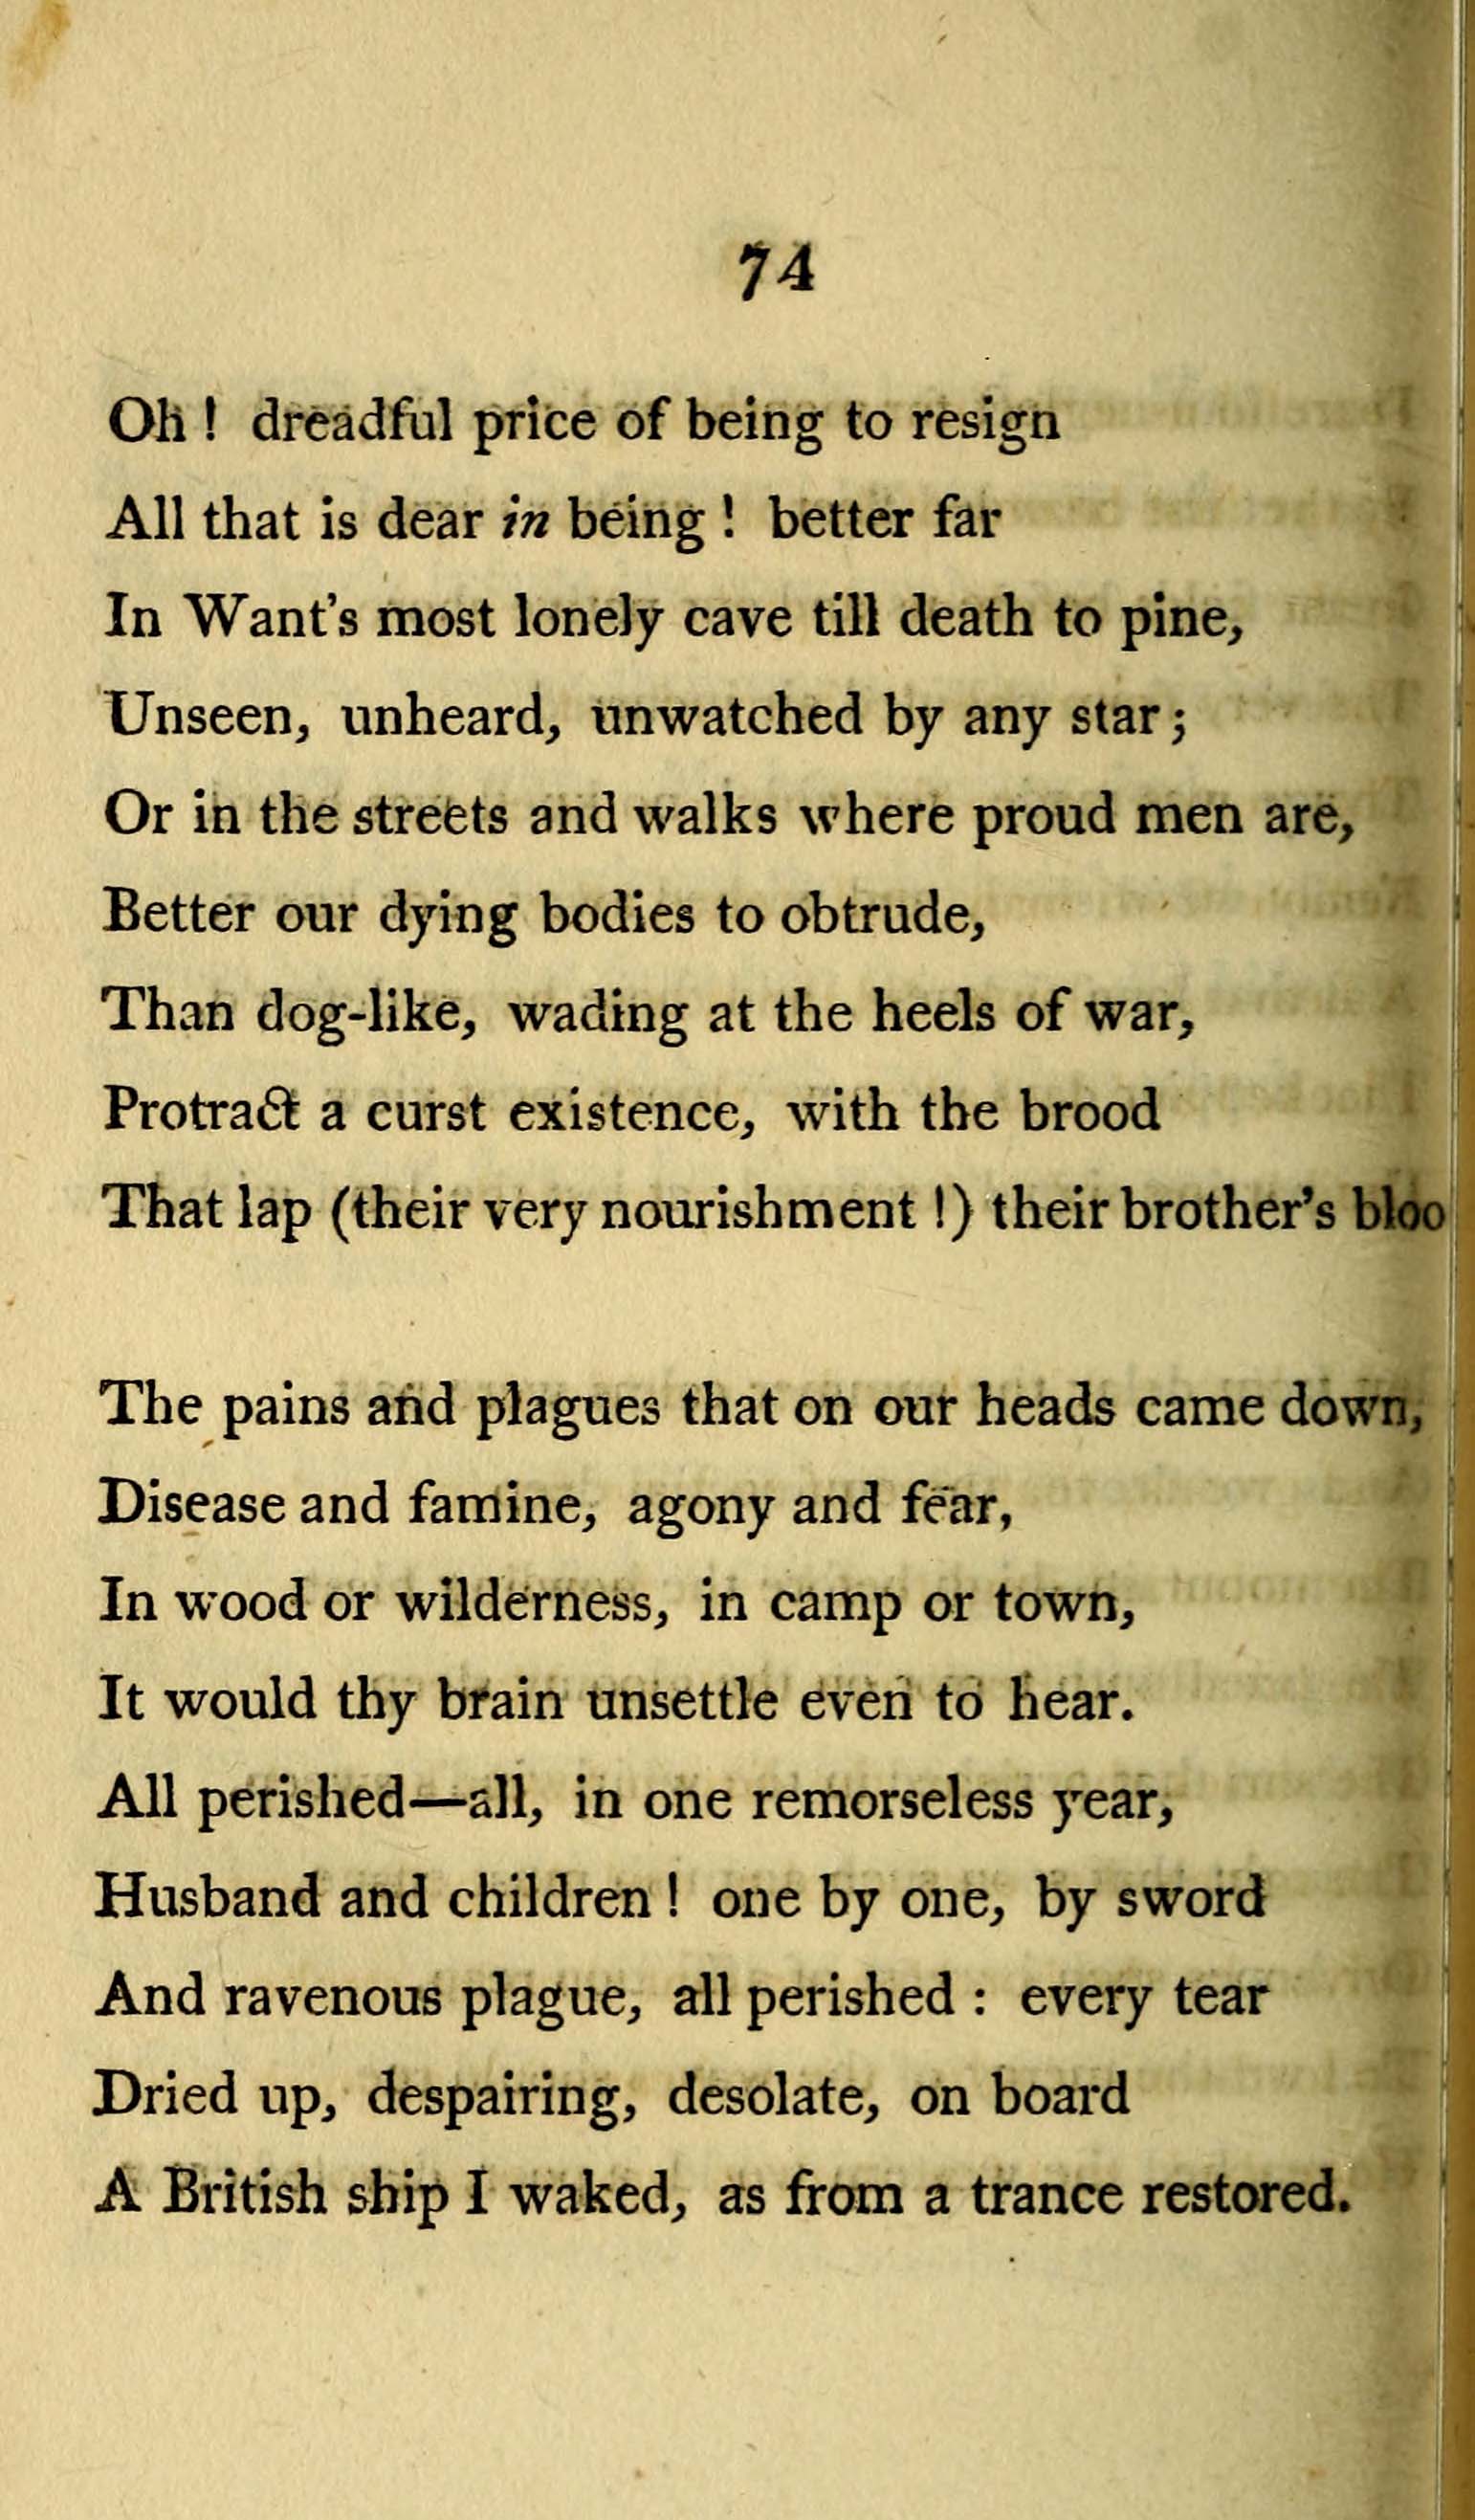 74
Oh ! dreadful price of being to resign
All that is dear in being ! better far
In Want's most lonely cave till death to pine,
Unseen, unheard, unwatched by any star ;
Or in the streets and walks where proud men are,
Better our dying bodies to obtrude,
Than dog-like, wading at the heels of war,
Protract a curst existence, with the brood
That lap (their very nourishment !) their brother's bloo
The pains and plagues that on our heads came down,
Disease and famine, agony and fear,
In wood or wilderness, in camp or town,
It would thy brain unsettle even to hear.
All perished—all, in one remorseless year,
Husband and children ! one by one, by sword
And ravenous plague, all perished : every tear
Dried up, despairing, desolate, on board
A British ship I waked, as from a trance restored.